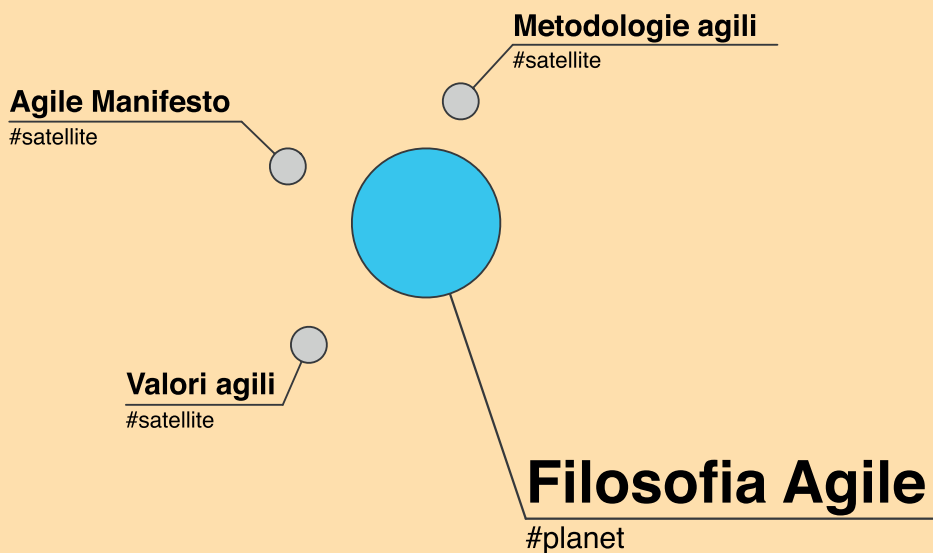 Metodologie agili
#satellite
Agile Manifesto
#satellite
Valori agili
#satellite
Filosofia Agile
#planet